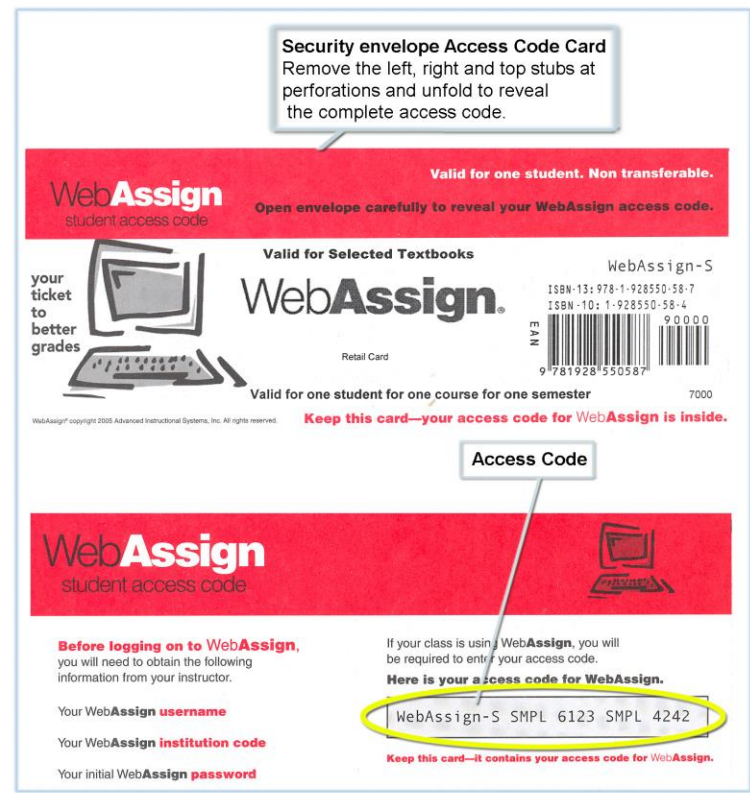 Security envelope Access Code Card
Remove the left, right and top stubs at
perforations and unfold to reveal
the complete access code.
WebAssign
student access code
Valid for one student. Non transferable.
Open envelope carefully to reveal your WebAssign access code.
your
ticket
to
better
grades
Valid for Selected Textbooks
WebAssign®
Retail Card
WebAssign-S
ISBN-13: 978-1-928550-58-7
ISBN-10: 1-928550-58-4
90000
EAN
9 781928 550587
Valid for one student for one course for one semester
7000
WebAssign® copyright 2005 Advanced Instructional Systems, Inc. All rights reserved.
Keep this card—your access code for WebAssign is inside.
Access Code
WebAssign
student access code
Before logging on to WebAssign,
you will need to obtain the following
information from your instructor.
Your WebAssign username
Your WebAssign institution code
Your initial WebAssign password
If your class is using WebAssign, you will
be required to enter your access code.
Here is your access code for WebAssign.
WebAssign-S SMPL 6123 SMPL 4242
Keep this card—it contains your access code for WebAssign.